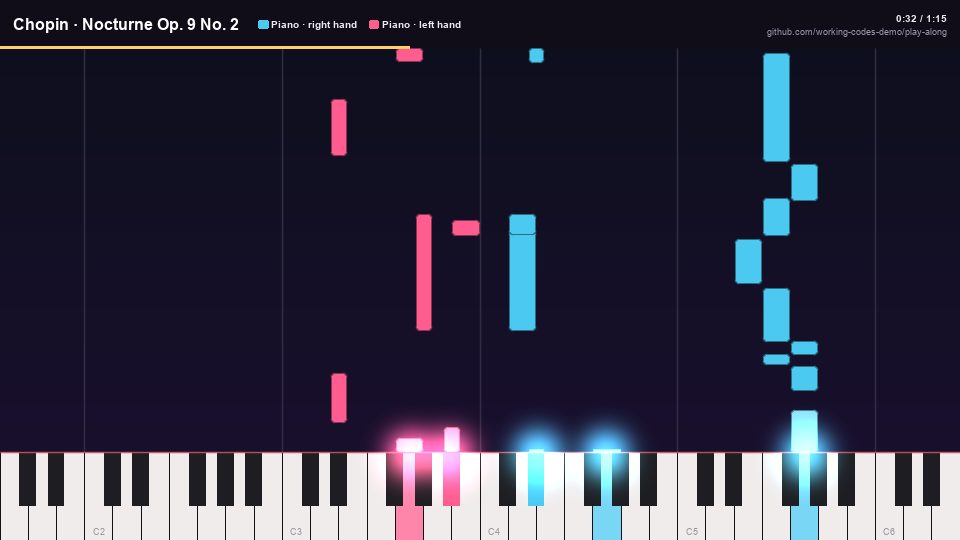 Chopin · Nocturne Op. 9 No. 2
Piano · right hand
Piano · left hand
0:32 / 1:15
github.com/working-codes-demo/play-along
C2
C3
C4
C5
C6